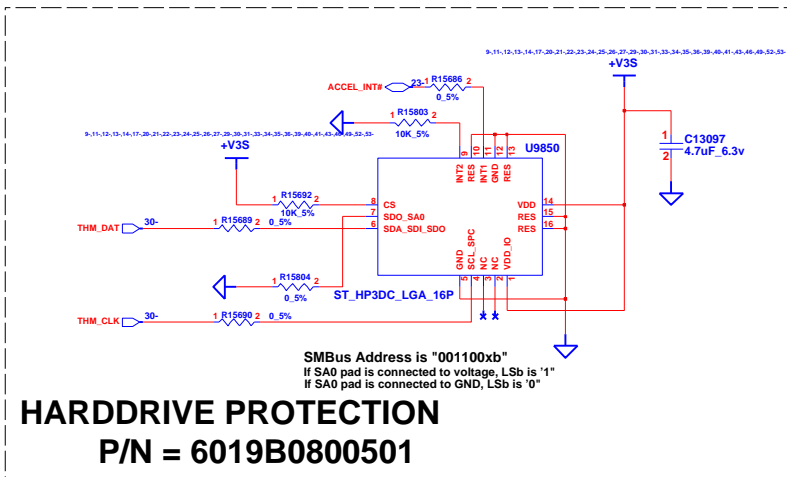 9-,11-,12-,13-,14-,17-,20-,21-,22-,23-,24-,25-,26-,27-,29-,30-,31-,33-,34-,35-,36-,39-,40-,41-,43-,46-,49-,52-,53-
+V3S
ACCEL_INT# 23- 1 R15686 2
0_5%
1 R15803 2
10K_5%
9-,11-,12-,13-,14-,17-,20-,21-,22-,23-,24-,25-,26-,27-,29-,30-,31-,33-,34-,35-,36-,39-,40-,41-,43-,46-,49-,52-,53-
+V3S
1 C13097
2 4.7uF_6.3v
9 10 11 12 13
U9850
INT2 RES INT1 GND RES
1 R15692 2
10K_5%
8 CS
7 SDO_SA0
6 SDA_SDI_SDO
VDD 14
RES 15
RES 16
THM_DAT 30- 1 R15689 2 0_5%
GND SCL_SPC NC NC VDD_IO
5 4 3 2 1
1 R15804 2
0_5%
ST_HP3DC_LGA_16P
THM_CLK 30- 1 R15690 2 0_5%
SMBus Address is "001100xb"
If SA0 pad is connected to voltage, LSb is '1"
If SA0 pad is connected to GND, LSb is '0"
HARDDRIVE PROTECTION
P/N = 6019B0800501